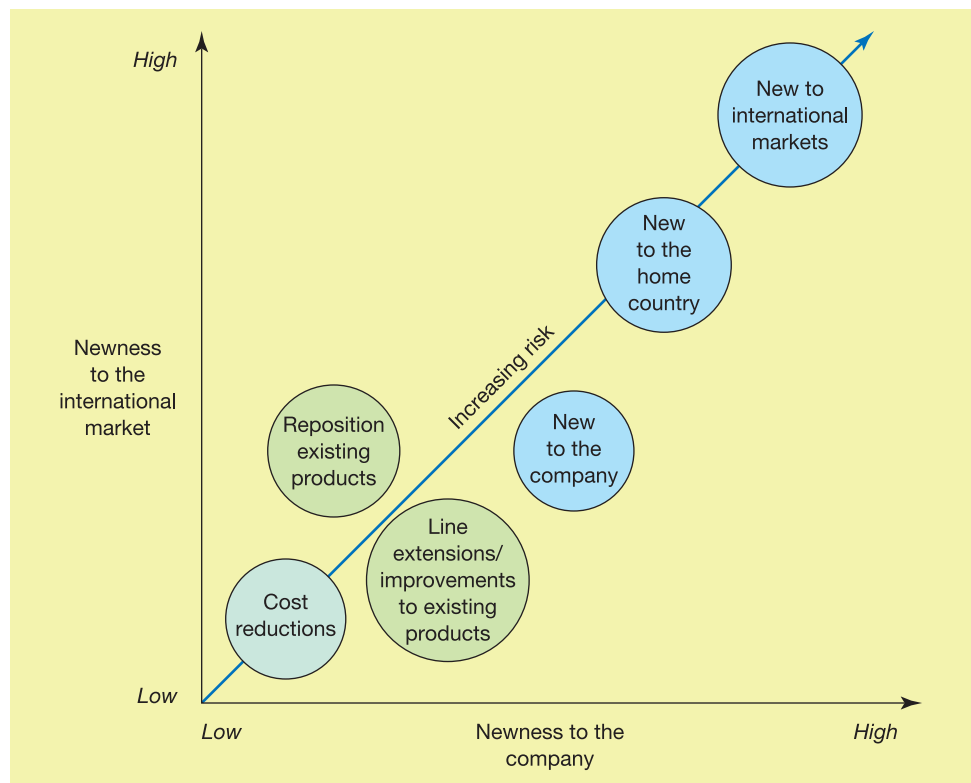 High
New to
international
markets
New
to the
home
country
Increasing risk
Newness
to the
international
market
Reposition
existing
products
New
to the
company
Line
extensions/
improvements
to existing
products
Cost
reductions
Low
Low
Newness to the
company
High